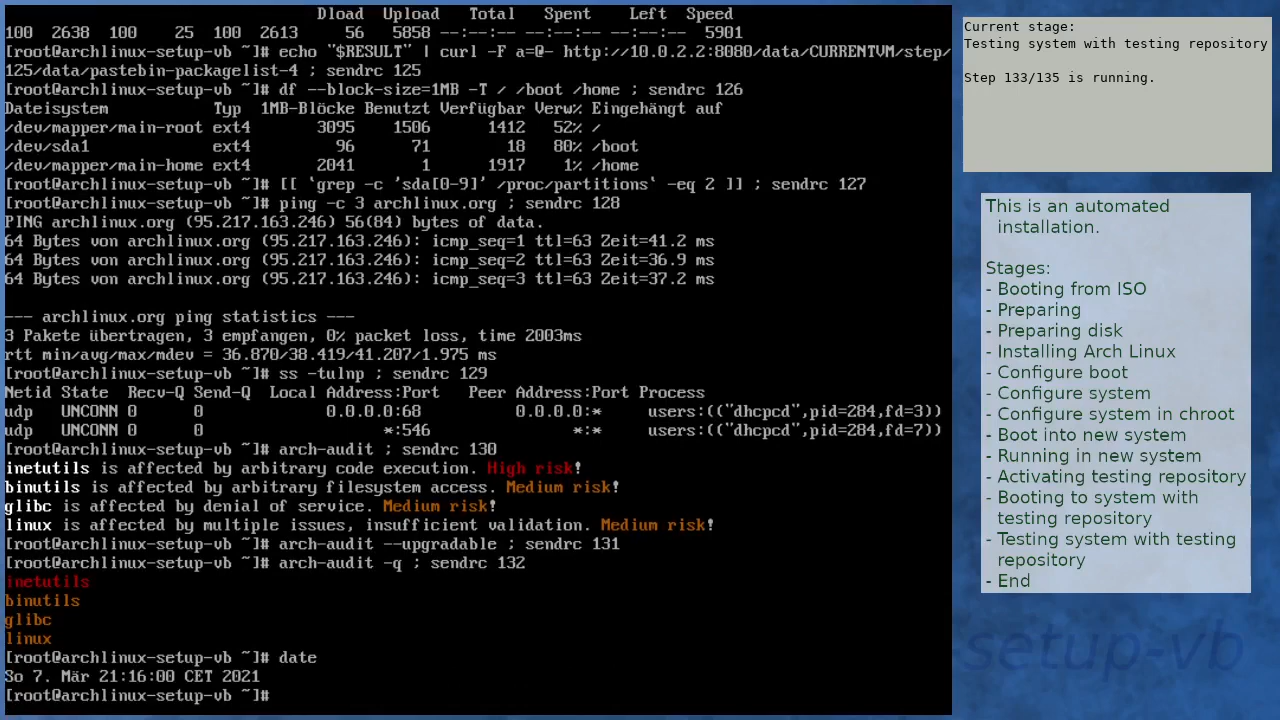 Dload  Upload   Total   Spent    Left  Speed
100  2638  100    25  100  2613     56   5858 --:--:-- --:--:-- --:--:--  5901
[root@archlinux-setup-vb ~]# echo "$RESULT" | curl -F a=@- http://10.0.2.2:8080/data/CURRENTVM/step/
125/data/pastebin-packagelist-4 ; sendrc 125
[root@archlinux-setup-vb ~]# df --block-size=1MB -T / /boot /home ; sendrc 126
Dateisystem           Typ  1MB-Blöcke Benutzt Verfügbar Verw% Eingehängt auf
/dev/mapper/main-root ext4       3095    1506      1412   52% /
/dev/sda1             ext4         96      71        18   80% /boot
/dev/mapper/main-home ext4       2041       1      1917    1% /home
[root@archlinux-setup-vb ~]# [[ `grep -c 'sda[0-9]' /proc/partitions` -eq 2 ]] ; sendrc 127
[root@archlinux-setup-vb ~]# ping -c 3 archlinux.org ; sendrc 128
PING archlinux.org (95.217.163.246) 56(84) bytes of data.
64 Bytes von archlinux.org (95.217.163.246): icmp_seq=1 ttl=63 Zeit=41.2 ms
64 Bytes von archlinux.org (95.217.163.246): icmp_seq=2 ttl=63 Zeit=36.9 ms
64 Bytes von archlinux.org (95.217.163.246): icmp_seq=3 ttl=63 Zeit=37.2 ms

--- archlinux.org ping statistics ---
3 Pakete übertragen, 3 empfangen, 0% packet loss, time 2003ms
rtt min/avg/max/mdev = 36.870/38.419/41.207/1.975 ms
[root@archlinux-setup-vb ~]# ss -tulnp ; sendrc 129
Netid State  Recv-Q Send-Q  Local Address:Port   Peer Address:Port Process
udp   UNCONN 0      0             0.0.0.0:68          0.0.0.0:*     users:(("dhcpcd",pid=284,fd=3))
udp   UNCONN 0      0                   *:546               *:*     users:(("dhcpcd",pid=284,fd=7))
[root@archlinux-setup-vb ~]# arch-audit ; sendrc 130
inetutils is affected by arbitrary code execution. High risk!
binutils is affected by arbitrary filesystem access. Medium risk!
glibc is affected by denial of service. Medium risk!
linux is affected by multiple issues, insufficient validation. Medium risk!
[root@archlinux-setup-vb ~]# arch-audit --upgradable ; sendrc 131
[root@archlinux-setup-vb ~]# arch-audit -q ; sendrc 132
inetutils
binutils
glibc
linux
[root@archlinux-setup-vb ~]# date
So 7. Mär 21:16:00 CET 2021
[root@archlinux-setup-vb ~]#
Current stage:
Testing system with testing repository
Step 133/135 is running.
This is an automated
installation.
Stages:
- Booting from ISO
- Preparing
- Preparing disk
- Installing Arch Linux
- Configure boot
- Configure system
- Configure system in chroot
- Boot into new system
- Running in new system
- Activating testing repository
- Booting to system with
testing repository
- Testing system with testing
repository
- End
setup-vb